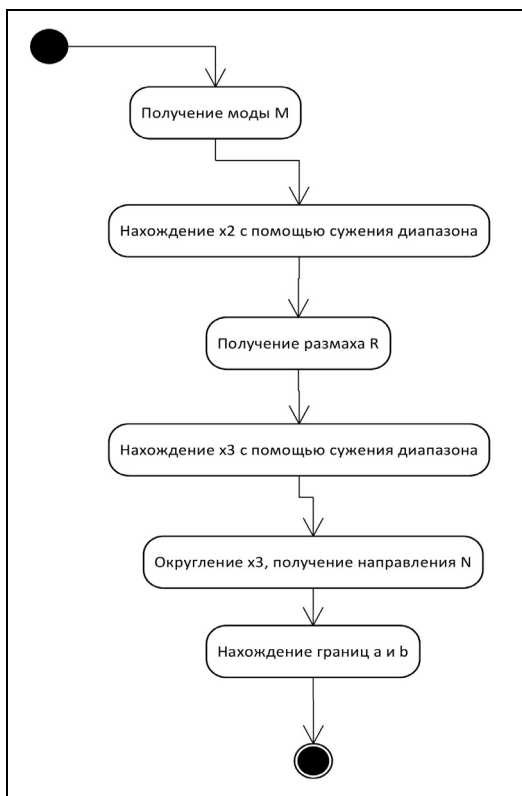 Получение моды М
Нахождение x2 с помощью сужения диапазона
Получение размаха R
Нахождение x3 с помощью сужения диапазона
Округление x3, получение направления N
Нахождение границ a и b